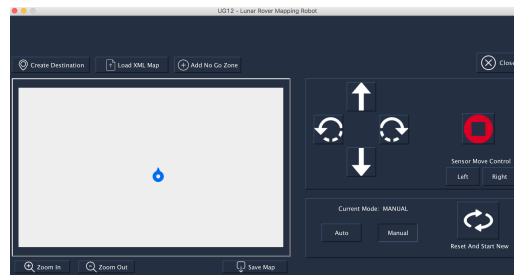 UG12 - Lunar Rover Mapping Robot
Create Destination
Load XML Map
Add No Go Zone
Close
Sensor Move Control
Left
Right
Current Mode: MANUAL
Auto
Manual
Reset And Start New
Zoom In
Zoom Out
Save Map